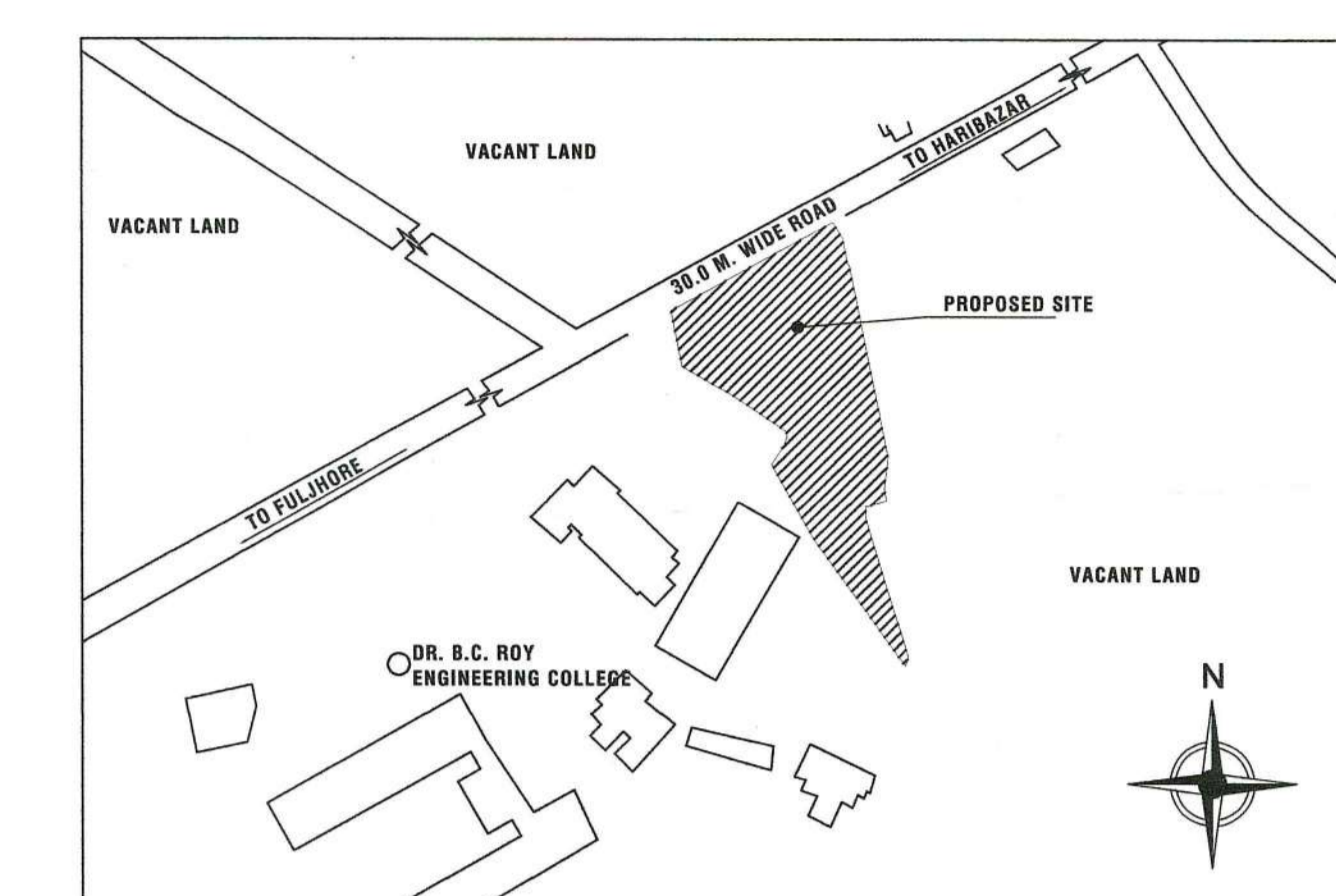 VACANT LAND
TO HARIBAZAR
VACANT LAND
30.0 M. WIDE ROAD
PROPOSED SITE
TO FULJHORE
VACANT LAND
DR. B.C. ROY
ENGINEERING COLLEGE
N